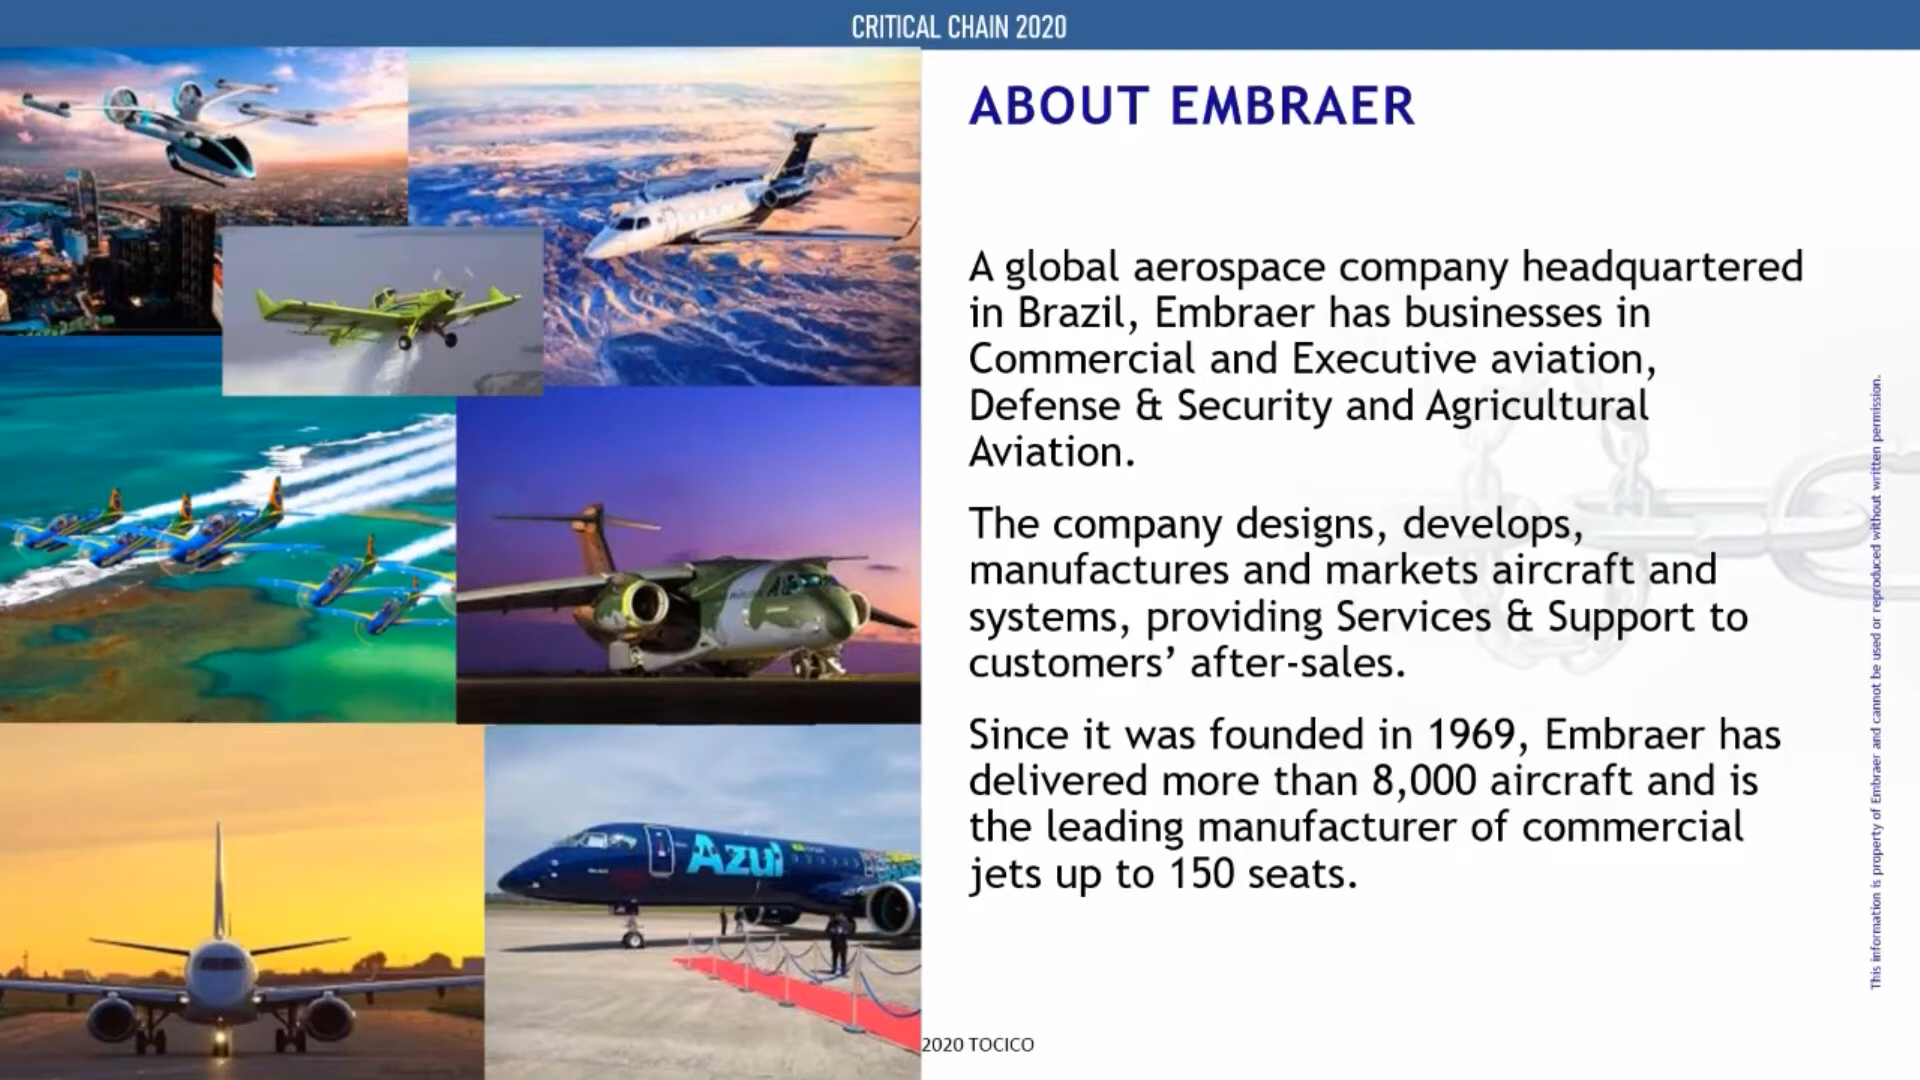 CRITICAL CHAIN 2020
ABOUT EMBRAER
A global aerospace company headquartered
in Brazil, Embraer has businesses in
Commercial and Executive aviation,
Defense & Security and Agricultural
Aviation.
The company designs, develops,
manufactures and markets aircraft and
systems, providing Services & Support to
customers’ after-sales.
Since it was founded in 1969, Embraer has
delivered more than 8,000 aircraft and is
the leading manufacturer of commercial
jets up to 150 seats.
This information is property of Embraer and cannot be used or reproduced without written permission.
Azul
2020 TOCICO